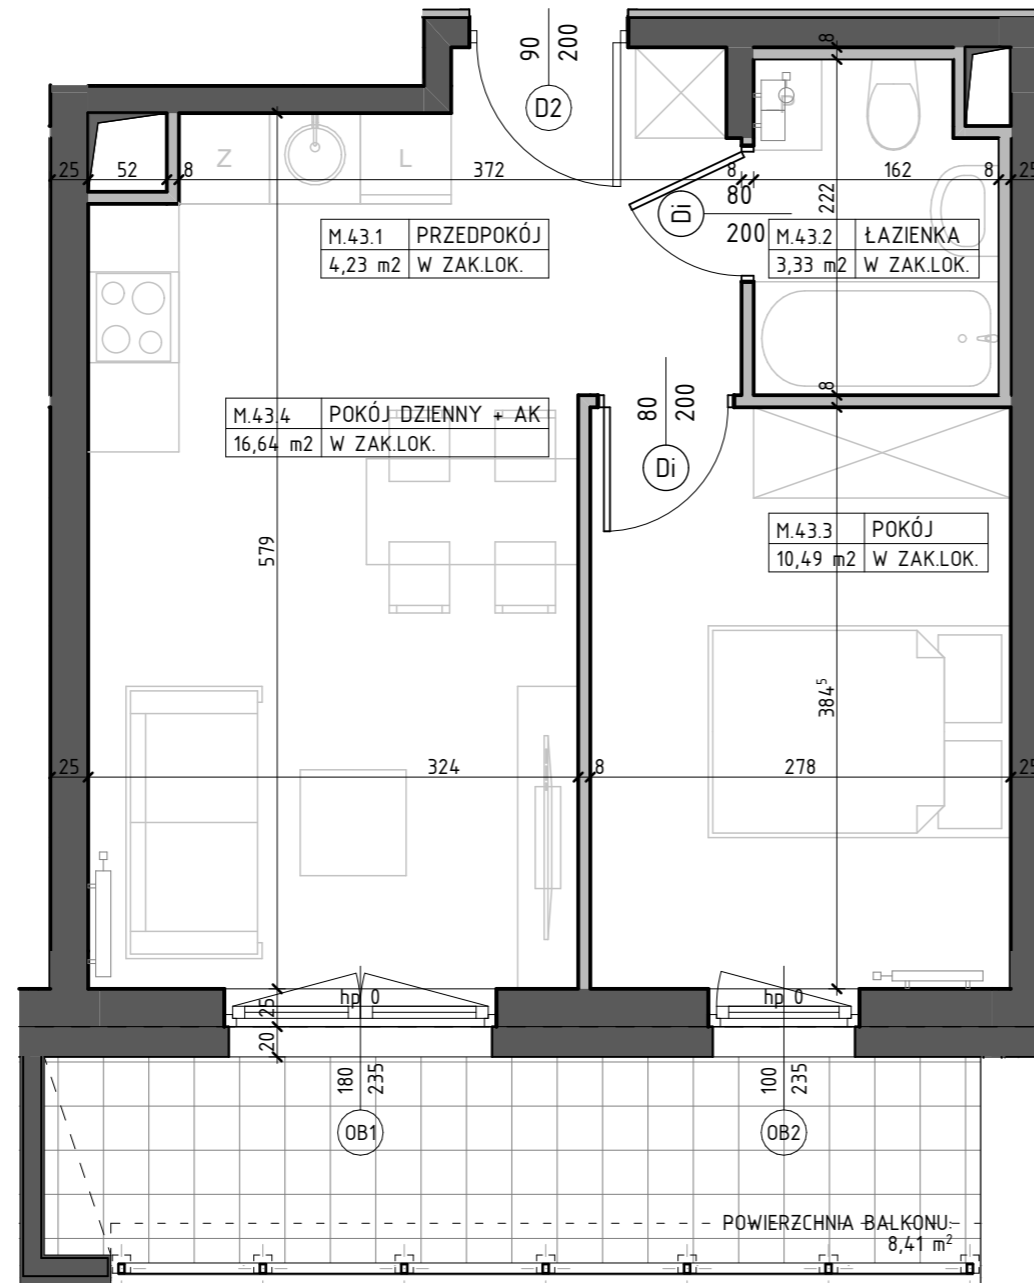 90
200
D2
8
Z
L
25
52
8
372
8
162
8
25
80
200
Di
222
M.43.1 PRZEDPOKÓJ
4,23 m2 W ZAK.LOK.
M.43.2 ŁAZIENKA
3,33 m2 W ZAK.LOK.
8
80
200
Di
M.43.4 POKÓJ DZIENNY + AK
16,64 m2 W ZAK.LOK.
M.43.3 POKÓJ
10,49 m2 W ZAK.LOK.
579
384⁵
25
324
8
278
25
hp 0
hp 0
25
20
180
235
100
235
OB1
OB2
POWIERZCHNIA BALKONU:
8,41 m²